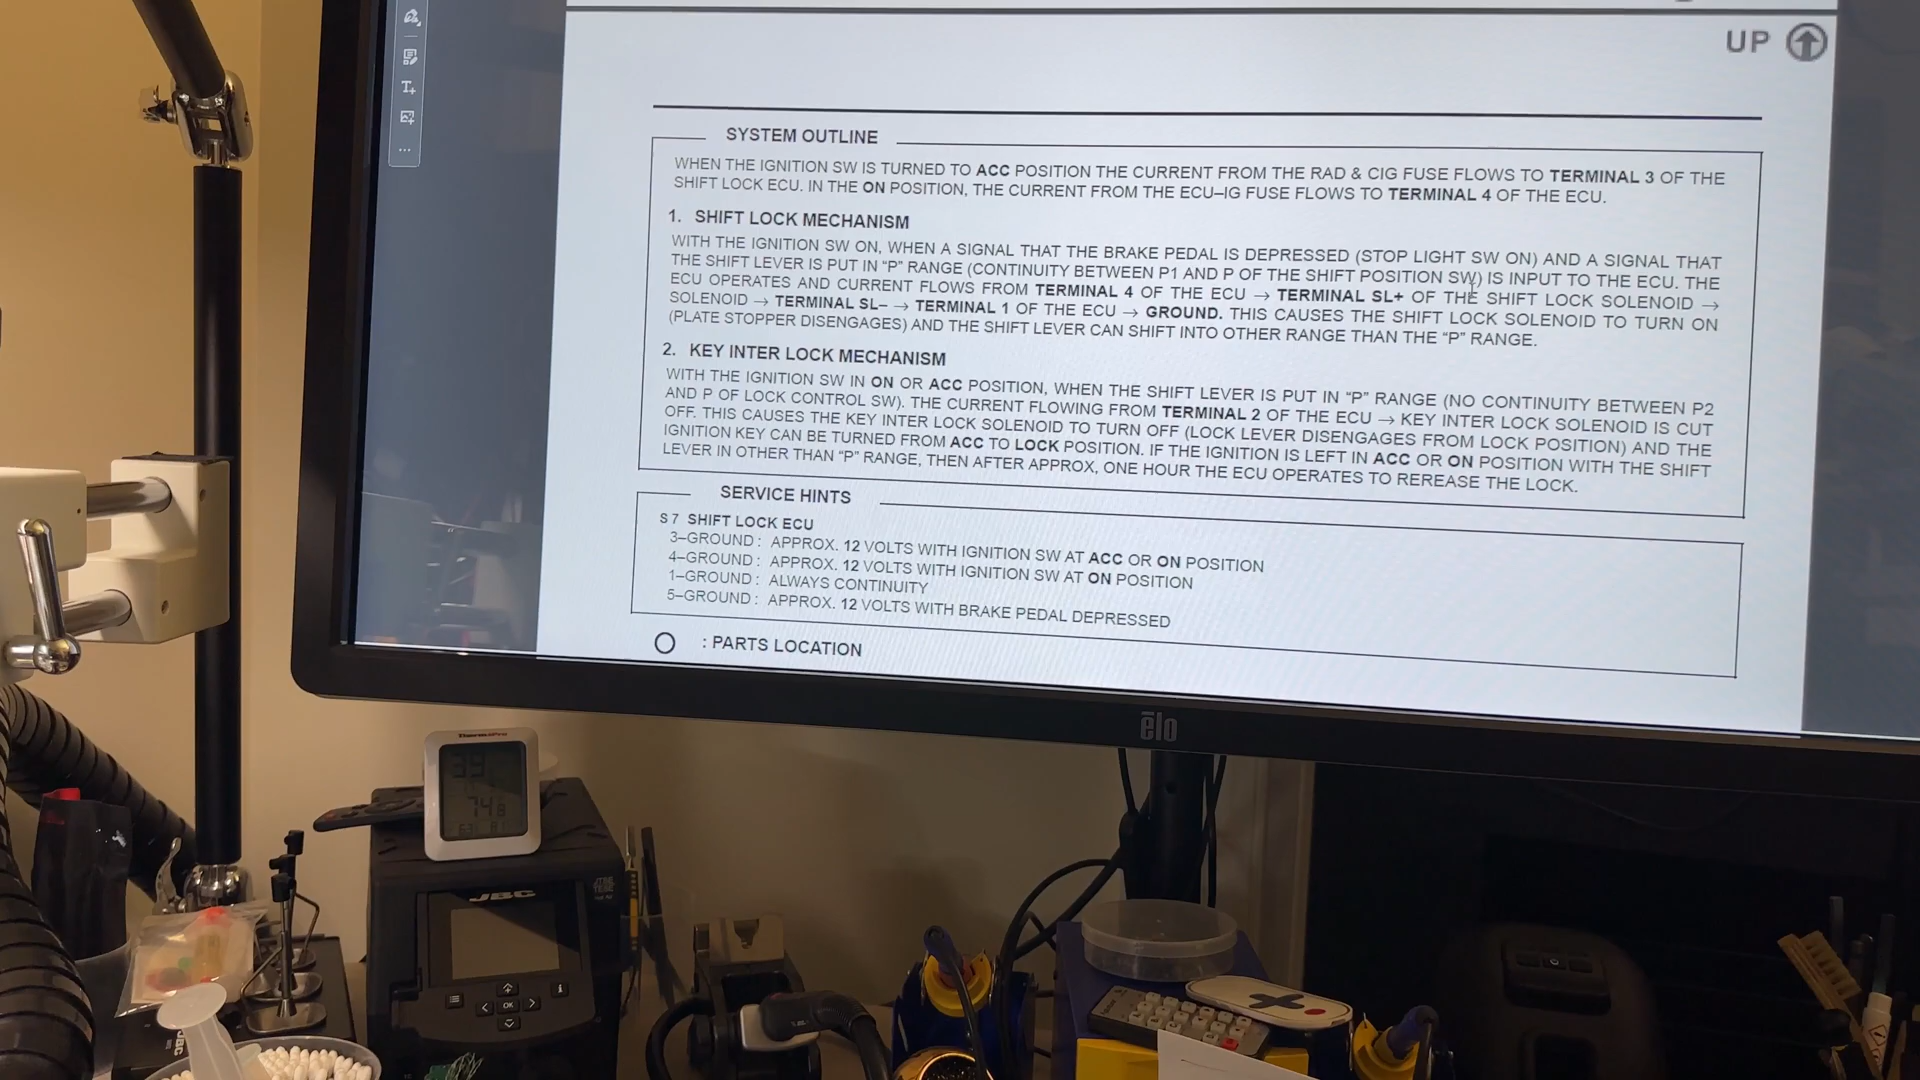 UP
SYSTEM OUTLINE
WHEN THE IGNITION SW IS TURNED TO ACC POSITION THE CURRENT FROM THE RAD & CIG FUSE FLOWS TO TERMINAL 3 OF THE
SHIFT LOCK ECU. IN THE ON POSITION, THE CURRENT FROM THE ECU–IG FUSE FLOWS TO TERMINAL 4 OF THE ECU.
1. SHIFT LOCK MECHANISM
WITH THE IGNITION SW ON, WHEN A SIGNAL THAT THE BRAKE PEDAL IS DEPRESSED (STOP LIGHT SW ON) AND A SIGNAL THAT
THE SHIFT LEVER IS PUT IN “P” RANGE (CONTINUITY BETWEEN P1 AND P OF THE SHIFT POSITION SW) IS INPUT TO THE ECU. THE
ECU OPERATES AND CURRENT FLOWS FROM TERMINAL 4 OF THE ECU → TERMINAL SL+ OF THE SHIFT LOCK SOLENOID →
SOLENOID → TERMINAL SL– → TERMINAL 1 OF THE ECU → GROUND. THIS CAUSES THE SHIFT LOCK SOLENOID TO TURN ON
(PLATE STOPPER DISENGAGES) AND THE SHIFT LEVER CAN SHIFT INTO OTHER RANGE THAN THE “P” RANGE.
2. KEY INTER LOCK MECHANISM
WITH THE IGNITION SW IN ON OR ACC POSITION, WHEN THE SHIFT LEVER IS PUT IN “P” RANGE (NO CONTINUITY BETWEEN P2
AND P OF LOCK CONTROL SW). THE CURRENT FLOWING FROM TERMINAL 2 OF THE ECU → KEY INTER LOCK SOLENOID IS CUT
OFF. THIS CAUSES THE KEY INTER LOCK SOLENOID TO TURN OFF (LOCK LEVER DISENGAGES FROM LOCK POSITION) AND THE
IGNITION KEY CAN BE TURNED FROM ACC TO LOCK POSITION. IF THE IGNITION IS LEFT IN ACC OR ON POSITION WITH THE SHIFT
LEVER IN OTHER THAN “P” RANGE, THEN AFTER APPROX, ONE HOUR THE ECU OPERATES TO REREASE THE LOCK.
SERVICE HINTS
S 7 SHIFT LOCK ECU
3–GROUND : APPROX. 12 VOLTS WITH IGNITION SW AT ACC OR ON POSITION
4–GROUND : APPROX. 12 VOLTS WITH IGNITION SW AT ON POSITION
1–GROUND : ALWAYS CONTINUITY
5–GROUND : APPROX. 12 VOLTS WITH BRAKE PEDAL DEPRESSED
: PARTS LOCATION
elo
ThermoPro
JBC
OK
JBC